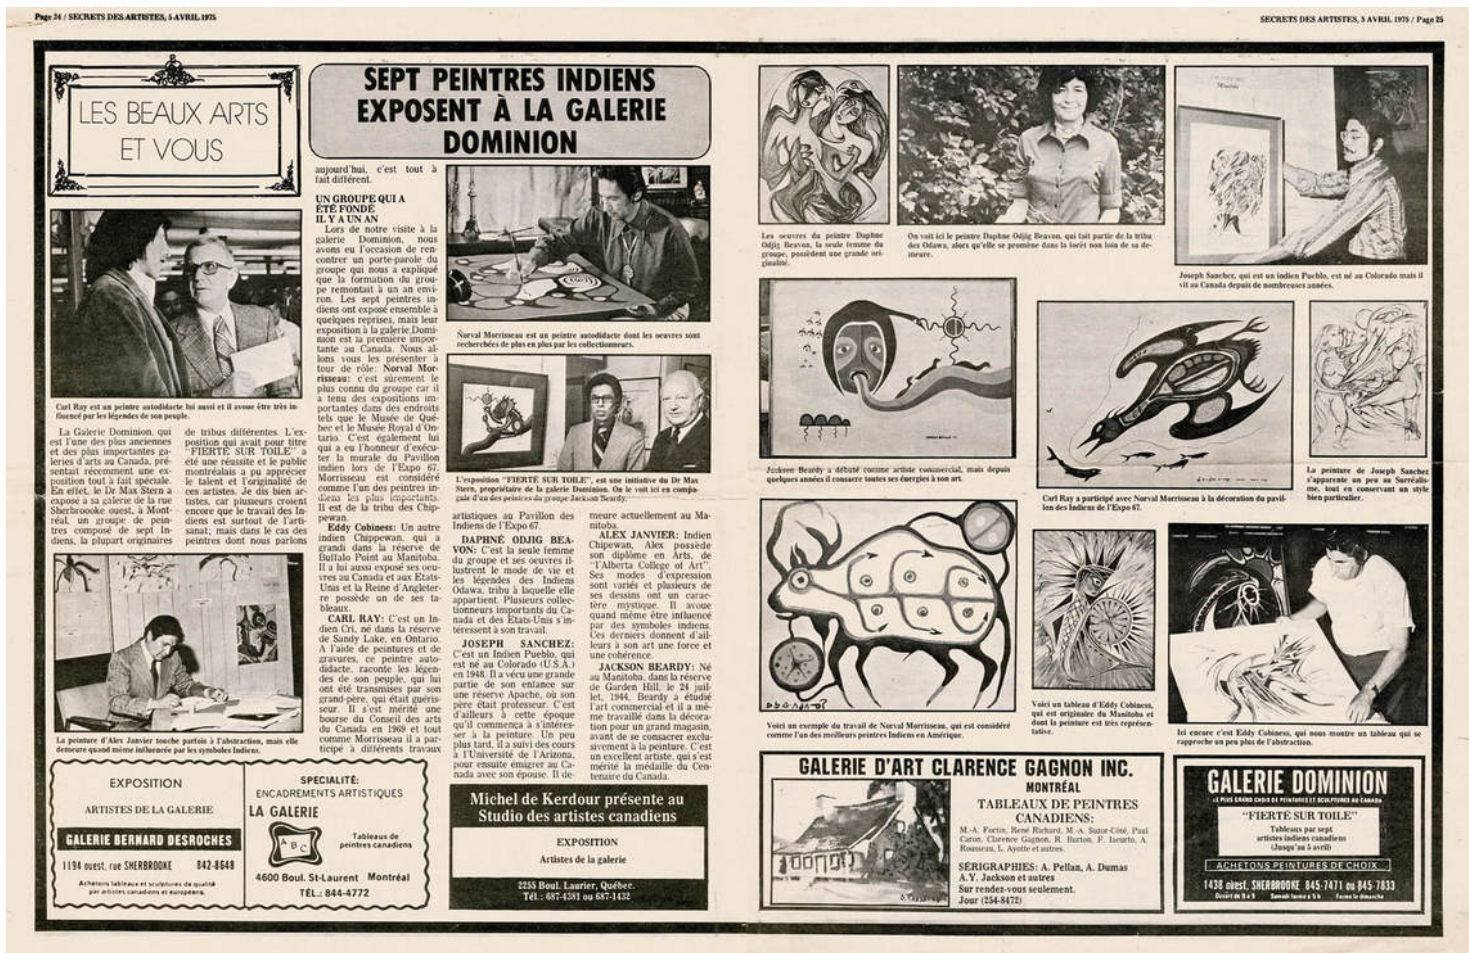 Page 24 / SECRETS DES ARTISTES, 5 AVRIL 1975
SECRETS DES ARTISTES, 5 AVRIL 1975 / Page 25
LES BEAUX ARTS
ET VOUS
SEPT PEINTRES INDIENS
EXPOSENT À LA GALERIE
DOMINION
Carl Ray est un peintre autodidacte lui aussi et il avoue être très in-
fluencé par les légendes de son peuple.
La Galerie Dominion, qui
est l'une des plus anciennes
et des plus importantes ga-
leries d'arts au Canada, pré-
sentait récemment une ex-
position tout à fait spéciale.
En effet, le Dr Max Stern a
exposé à sa galerie de la rue
Sherbroooke ouest, à Mont-
réal, un groupe de pein-
tres composé de sept In-
diens, la plupart originaires
de tribus différentes. L'ex-
position qui avait pour titre
"FIERTÉ SUR TOILE" a
été une réussite et le public
montréalais a pu apprécier
le talent et l'originalité de
ces artistes. Je dis bien ar-
tistes, car plusieurs croient
encore que le travail des In-
diens est surtout de l'arti-
sanat; mais dans le cas des
peintres dont nous parlons
La peinture d'Alex Janvier touche parfois à l'abstraction, mais elle
demeure quand même influencée par les symboles Indiens.
aujourd'hui, c'est tout à
fait différent.
UN GROUPE QUI A
ÉTÉ FONDÉ
IL Y A UN AN
Lors de notre visite à la
galerie Dominion, nous
avons eu l'occasion de ren-
contrer un porte-parole du
groupe qui nous a expliqué
que la formation du grou-
pe remontait à un an envi-
ron. Les sept peintres in-
diens ont exposé ensemble à
quelques reprises, mais leur
exposition à la galerie Domi-
nion est la première impor-
tante au Canada. Nous al-
lons vous les présenter à
tour de rôle: Norval Mor-
risseau: c'est sûrement le
plus connu du groupe car il
a tenu des expositions im-
portantes dans des endroits
tels que le Musée de Qué-
bec et le Musée Royal d'On-
tario. C'est également lui
qui a eu l'honneur d'exécu-
ter la murale du Pavillon
indien lors de l'Expo 67.
Morrisseau est considéré
comme l'un des peintres in-
diens les plus importants.
Il est de la tribu des Chip-
pewan.
Eddy Cobiness: Un autre
indien Chippewan, qui a
grandi dans la réserve de
Buffalo Point au Manitoba.
Il a lui aussi exposé ses oeu-
vres au Canada et aux Etats-
Unis et la Reine d'Angleter-
re possède un de ses ta-
bleaux.
CARL RAY: C'est un In-
dien Cri, né dans la réserve
de Sandy Lake, en Ontario.
A l'aide de peintures et de
gravures, ce peintre auto-
didacte, raconte les légen-
des de son peuple, qui lui
ont été transmises par son
grand-père, qui était guéris-
seur. Il s'est mérité une
bourse du Conseil des arts
du Canada en 1969 et tout
comme Morrisseau il a par-
ticipé à différents travaux
Norval Morrisseau est un peintre autodidacte dont les oeuvres sont
recherchées de plus en plus par les collectionneurs.
L'exposition "FIERTÉ SUR TOILE", est une initiative du Dr Max
Stern, propriétaire de la galerie Dominion. On le voit ici en compa-
gnie d'un des peintres du groupe Jackson Beardy.
artistiques au Pavillon des
Indiens de l'Expo 67.
DAPHNÉ ODJIG BEA-
VON: C'est la seule femme
du groupe et ses oeuvres il-
lustrent le mode de vie et
les légendes des Indiens
Odawa, tribu à laquelle elle
appartient. Plusieurs collec-
tionneurs importants du Ca-
nada et des Etats-Unis s'in-
téressent à son travail.
JOSEPH SANCHEZ:
C'est un Indien Pueblo, qui
est né au Colorado (U.S.A.)
en 1948. Il a vécu une grande
partie de son enfance sur
une réserve Apache, où son
père était professeur. C'est
d'ailleurs à cette époque
qu'il commença à s'intéres-
ser à la peinture. Un peu
plus tard, il a suivi des cours
à l'Université de l'Arizona,
pour ensuite émigrer au Ca-
nada avec son épouse. Il de-
meure actuellement au Ma-
nitoba.
ALEX JANVIER: Indien
Chipewan, Alex possède
son diplôme en Arts, de
"l'Alberta College of Art".
Ses modes d'expression
sont variés et plusieurs de
ses dessins ont un carac-
tère mystique. Il avoue
quand même être influencé
par des symboles indiens.
Ces derniers donnent d'ail-
leurs à son art une force et
une cohérence.
JACKSON BEARDY: Né
au Manitoba, dans la réserve
de Garden Hill, le 24 juil-
let, 1944, Beardy a étudié
l'art commercial et il a mê-
me travaillé dans la décora-
tion pour un grand magasin,
avant de se consacrer exclu-
sivement à la peinture. C'est
un excellent artiste, qui s'est
mérité la médaille du Cen-
tenaire du Canada.
Les oeuvres du peintre Daphne
Odjig Beavon, la seule femme du
groupe, possèdent une grande ori-
ginalité.
On voit ici le peintre Daphne Odjig Beavon, qui fait partie de la tribu
des Odawa, alors qu'elle se promène dans la forêt non loin de sa de-
meure.
Joseph Sanchez, qui est un indien Pueblo, est né au Colorado mais il
vit au Canada depuis de nombreuses années.
Jackson Beardy a débuté comme artiste commercial, mais depuis
quelques années il consacre toutes ses énergies à son art.
Carl Ray a participé avec Norval Morrisseau à la décoration du pavil-
lon des Indiens de l'Expo 67.
La peinture de Joseph Sanchez
s'apparente un peu au Surréalis-
me, tout en conservant un style
bien particulier.
Voici un exemple du travail de Norval Morrisseau, qui est considéré
comme l'un des meilleurs peintres Indiens en Amérique.
Voici un tableau d'Eddy Cobiness,
qui est originaire du Manitoba et
dont la peinture est très représen-
tative.
Ici encore c'est Eddy Cobiness, qui nous montre un tableau qui se
rapproche un peu plus de l'abstraction.
EXPOSITION
ARTISTES DE LA GALERIE
GALERIE BERNARD DESROCHES
1194 ouest, rue SHERBROOKE 842-8648
Achetons tableaux et sculptures de qualité
par artistes canadiens et européens.
SPECIALITÉ:
ENCADREMENTS ARTISTIQUES
LA GALERIE
A B C
Tableaux de
peintres canadiens
4600 Boul. St-Laurent Montréal
TÉL.: 844-4772
Michel de Kerdour présente au
Studio des artistes canadiens
EXPOSITION
Artistes de la galerie
2255 Boul. Laurier, Québec.
Tél.: 687-4381 ou 687-1432
GALERIE D'ART CLARENCE GAGNON INC.
MONTRÉAL
TABLEAUX DE PEINTRES
CANADIENS:
M.-A. Fortin, René Richard, M.-A. Suzor-Côté, Paul
Caron, Clarence Gagnon, R. Burton, F. Iacurto, A.
Rousseau, L. Ayotte et autres.
SÉRIGRAPHIES: A. Pellan, A. Dumas
A.Y. Jackson et autres
Sur rendez-vous seulement.
Jour (254-8472)
GALERIE DOMINION
LE PLUS GRAND CHOIX DE PEINTURES ET SCULPTURES AU CANADA
"FIERTÉ SUR TOILE"
Tableaux par sept
artistes indiens canadiens
(Jusqu'au 5 avril)
ACHETONS PEINTURES DE CHOIX
1438 ouest, SHERBROOKE 845-7471 ou 845-7833
Ouvert de 9 à 5 Samedi fermé à 5 h Fermé le dimanche